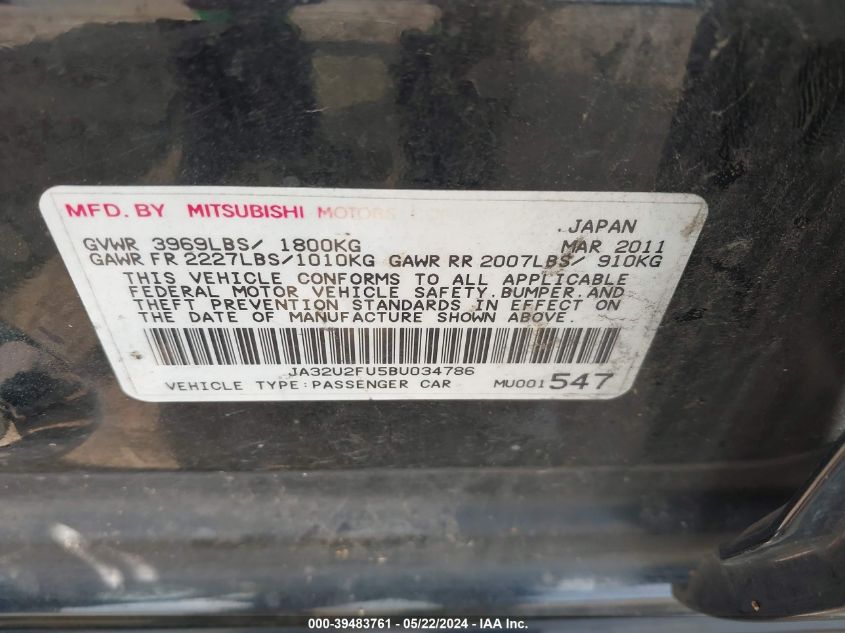 MFD. BY MITSUBISHI MOTORS
JAPAN
GVWR 3969LBS/ 1800KG MAR 2011
GAWR FR 2227LBS/1010KG GAWR RR 2007LBS/ 910KG
THIS VEHICLE CONFORMS TO ALL APPLICABLE
FEDERAL MOTOR VEHICLE SAFETY, BUMPER, AND
THEFT PREVENTION STANDARDS IN EFFECT ON
THE DATE OF MANUFACTURE SHOWN ABOVE.
JA32U2FU5BU034786
VEHICLE TYPE: PASSENGER CAR MU001547
000-39483761 - 05/22/2024 - IAA Inc.